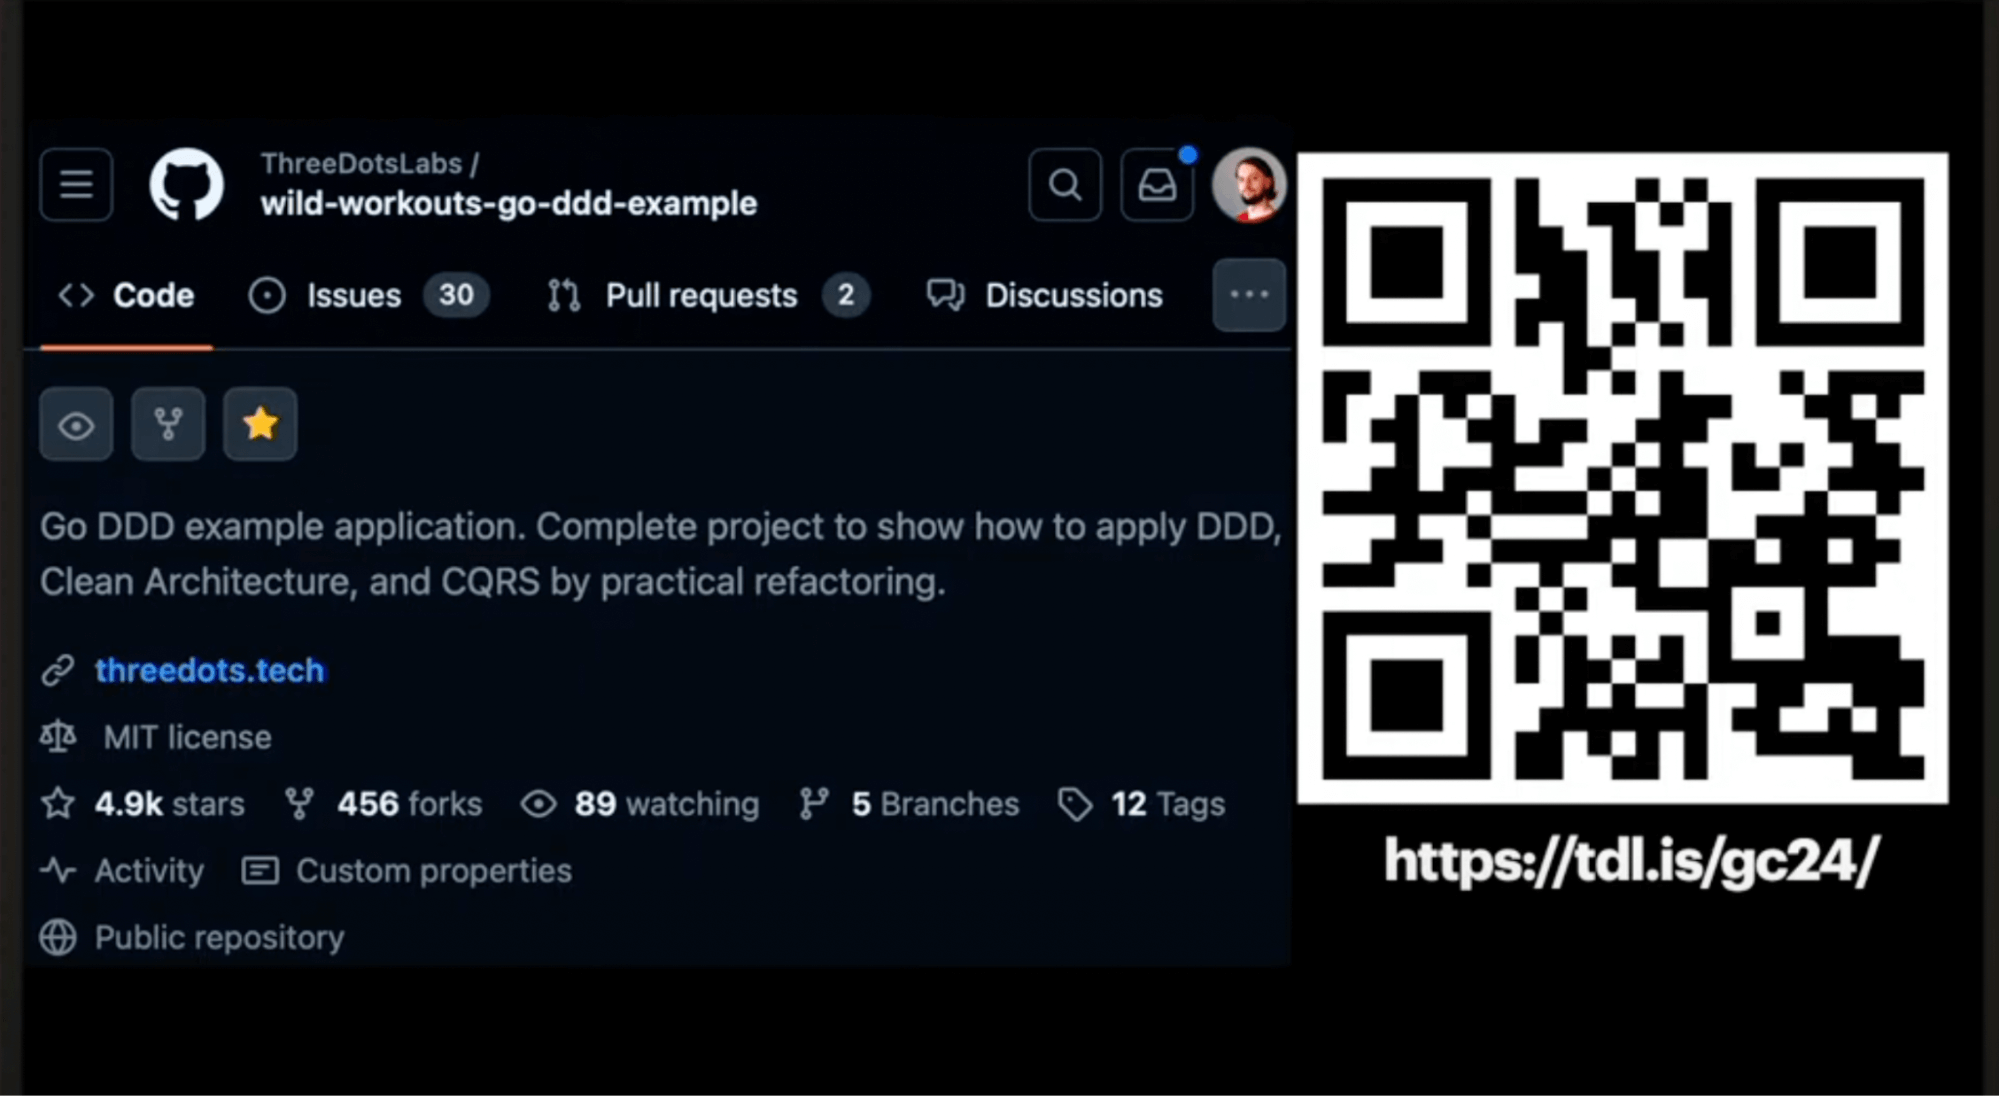 ThreeDotsLabs /
wild-workouts-go-ddd-example
Code Issues 30 Pull requests 2 Discussions
Go DDD example application. Complete project to show how to apply DDD,
Clean Architecture, and CQRS by practical refactoring.
threedots.tech
MIT license
4.9k stars 456 forks 89 watching 5 Branches 12 Tags
Activity Custom properties
Public repository
https://tdl.is/gc24/